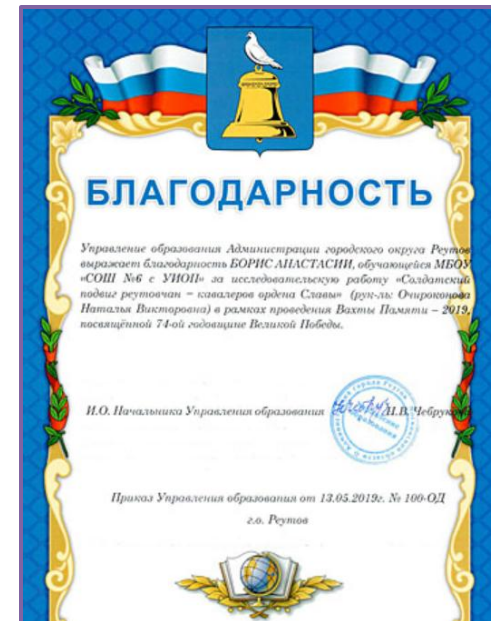 БЛАГОДАРНОСТЬ
Управление образования Администрации городского округа Реутов
выражает благодарность БОРИС АНАСТАСИИ, обучающейся МБОУ
«СОШ №6 с УИОП» за исследовательскую работу «Солдатский
подвиг реутовчан – кавалеров ордена Славы» (рук-ль: Очироконова
Наталья Викторовна) в рамках проведения Вахты Памяти – 2019,
посвящённой 74-ой годовщине Великой Победы.
И.О. Начальника Управления образования
Приказ Управления образования от 13.05.2019г. № 100-ОД
г.о. Реутов